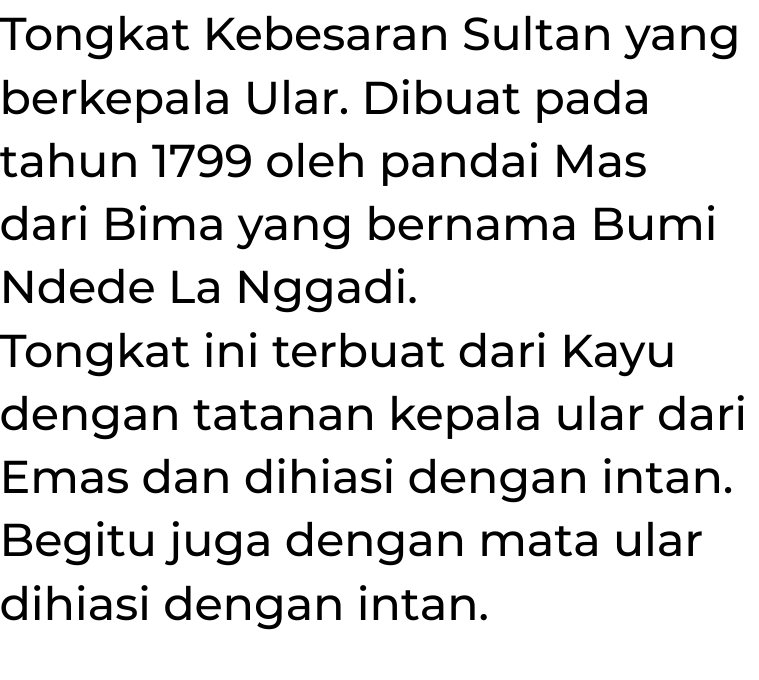 Tongkat Kebesaran Sultan yang
berkepala Ular. Dibuat pada
tahun 1799 oleh pandai Mas
dari Bima yang bernama Bumi
Ndede La Nggadi.
Tongkat ini terbuat dari Kayu
dengan tatanan kepala ular dari
Emas dan dihiasi dengan intan.
Begitu juga dengan mata ular
dihiasi dengan intan.